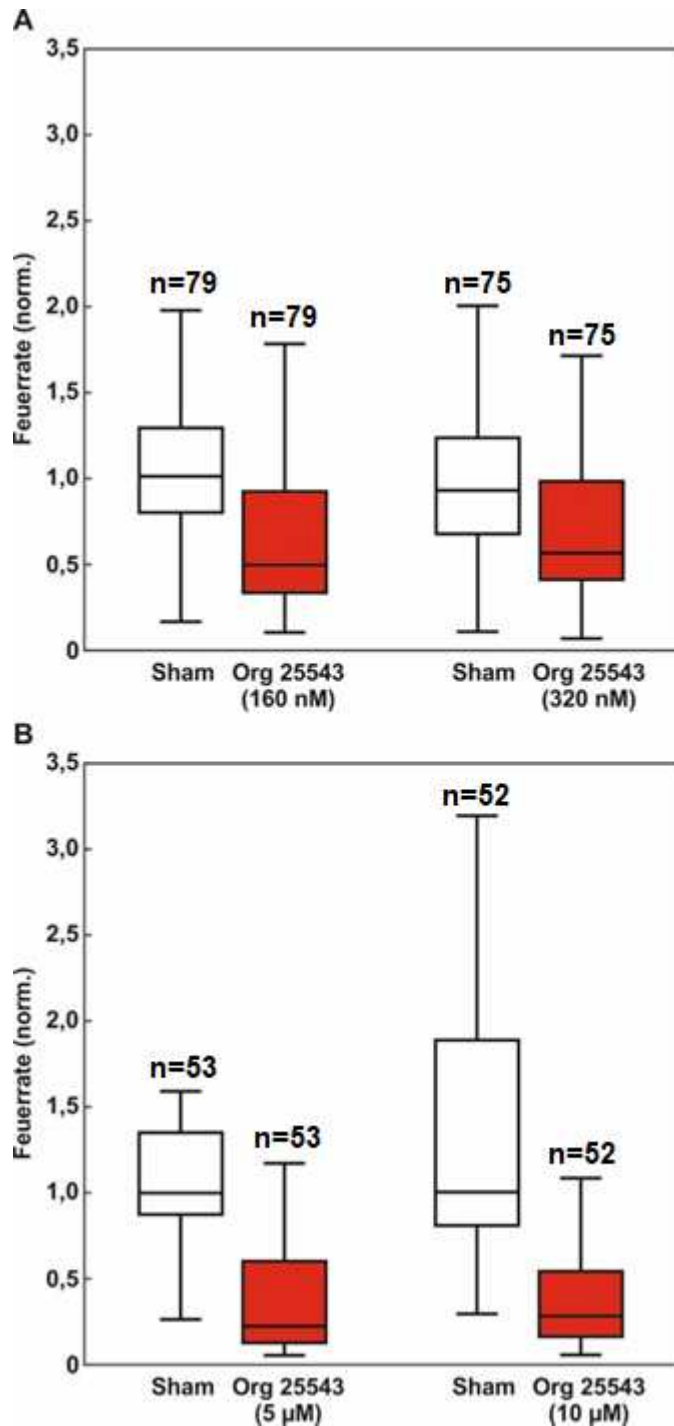 A
3,5
3,0
2,5
2,0
1,5
1,0
0,5
0
Feuerrate (norm.)
n=79
n=79
n=75
n=75
Sham
Org 25543
(160 nM)
Sham
Org 25543
(320 nM)
B
3,5
3,0
2,5
2,0
1,5
1,0
0,5
0
Feuerrate (norm.)
n=53
n=53
n=52
n=52
Sham
Org 25543
(5 µM)
Sham
Org 25543
(10 µM)